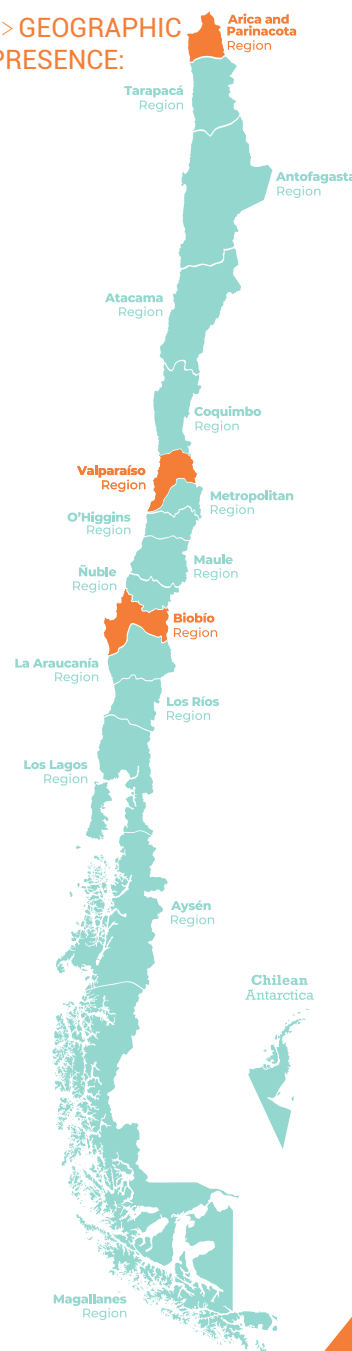 > GEOGRAPHIC
PRESENCE:
Arica and
Parinacota
Region
Tarapacá
Region
Antofagasta
Region
Atacama
Region
Coquimbo
Region
Valparaíso
Region
Metropolitan
Region
O'Higgins
Region
Maule
Region
Ñuble
Region
Biobío
Region
La Araucanía
Region
Los Ríos
Region
Los Lagos
Region
Aysén
Region
Chilean
Antarctica
Magallanes
Region